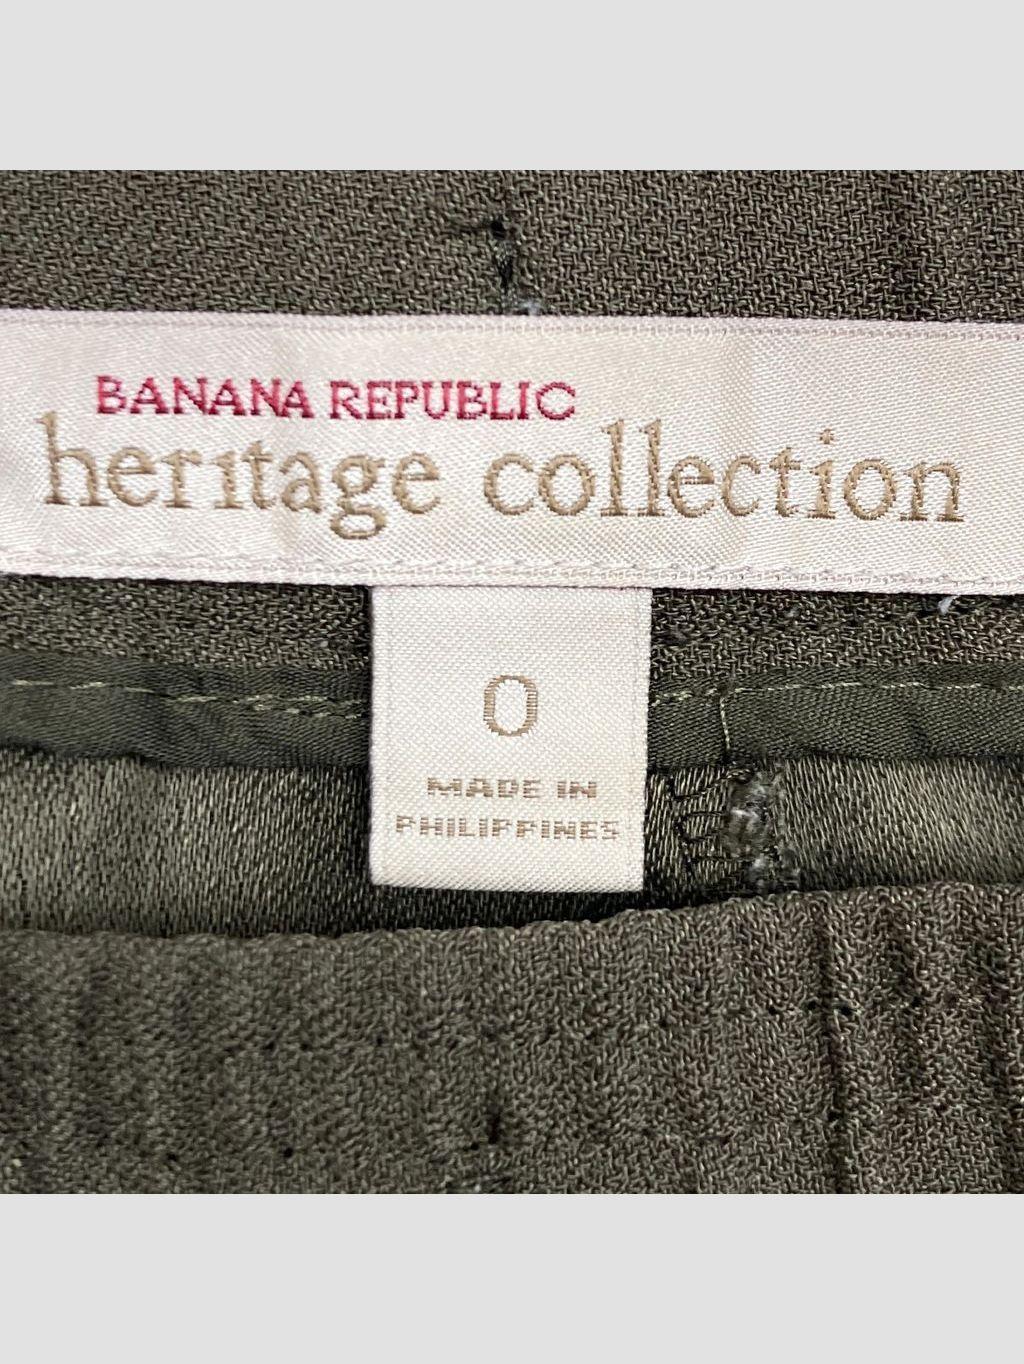 BANANA REPUBLIC
heritage collection
0
MADE IN
PHILIPPINES